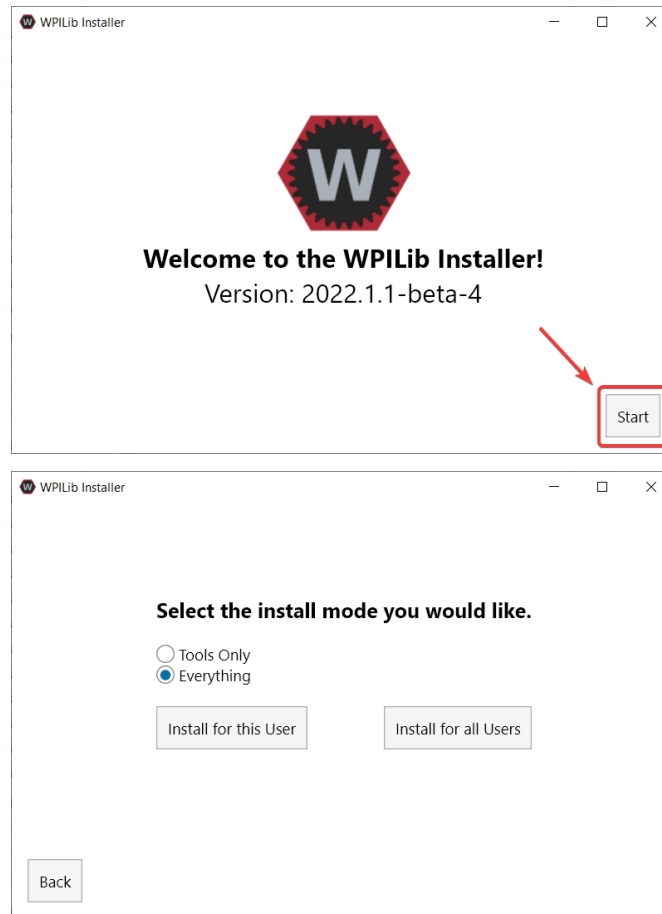 WPILib Installer
W
Welcome to the WPILib Installer!
Version: 2022.1.1-beta-4
Start
WPILib Installer
Select the install mode you would like.
Tools Only
Everything
Install for this User
Install for all Users
Back